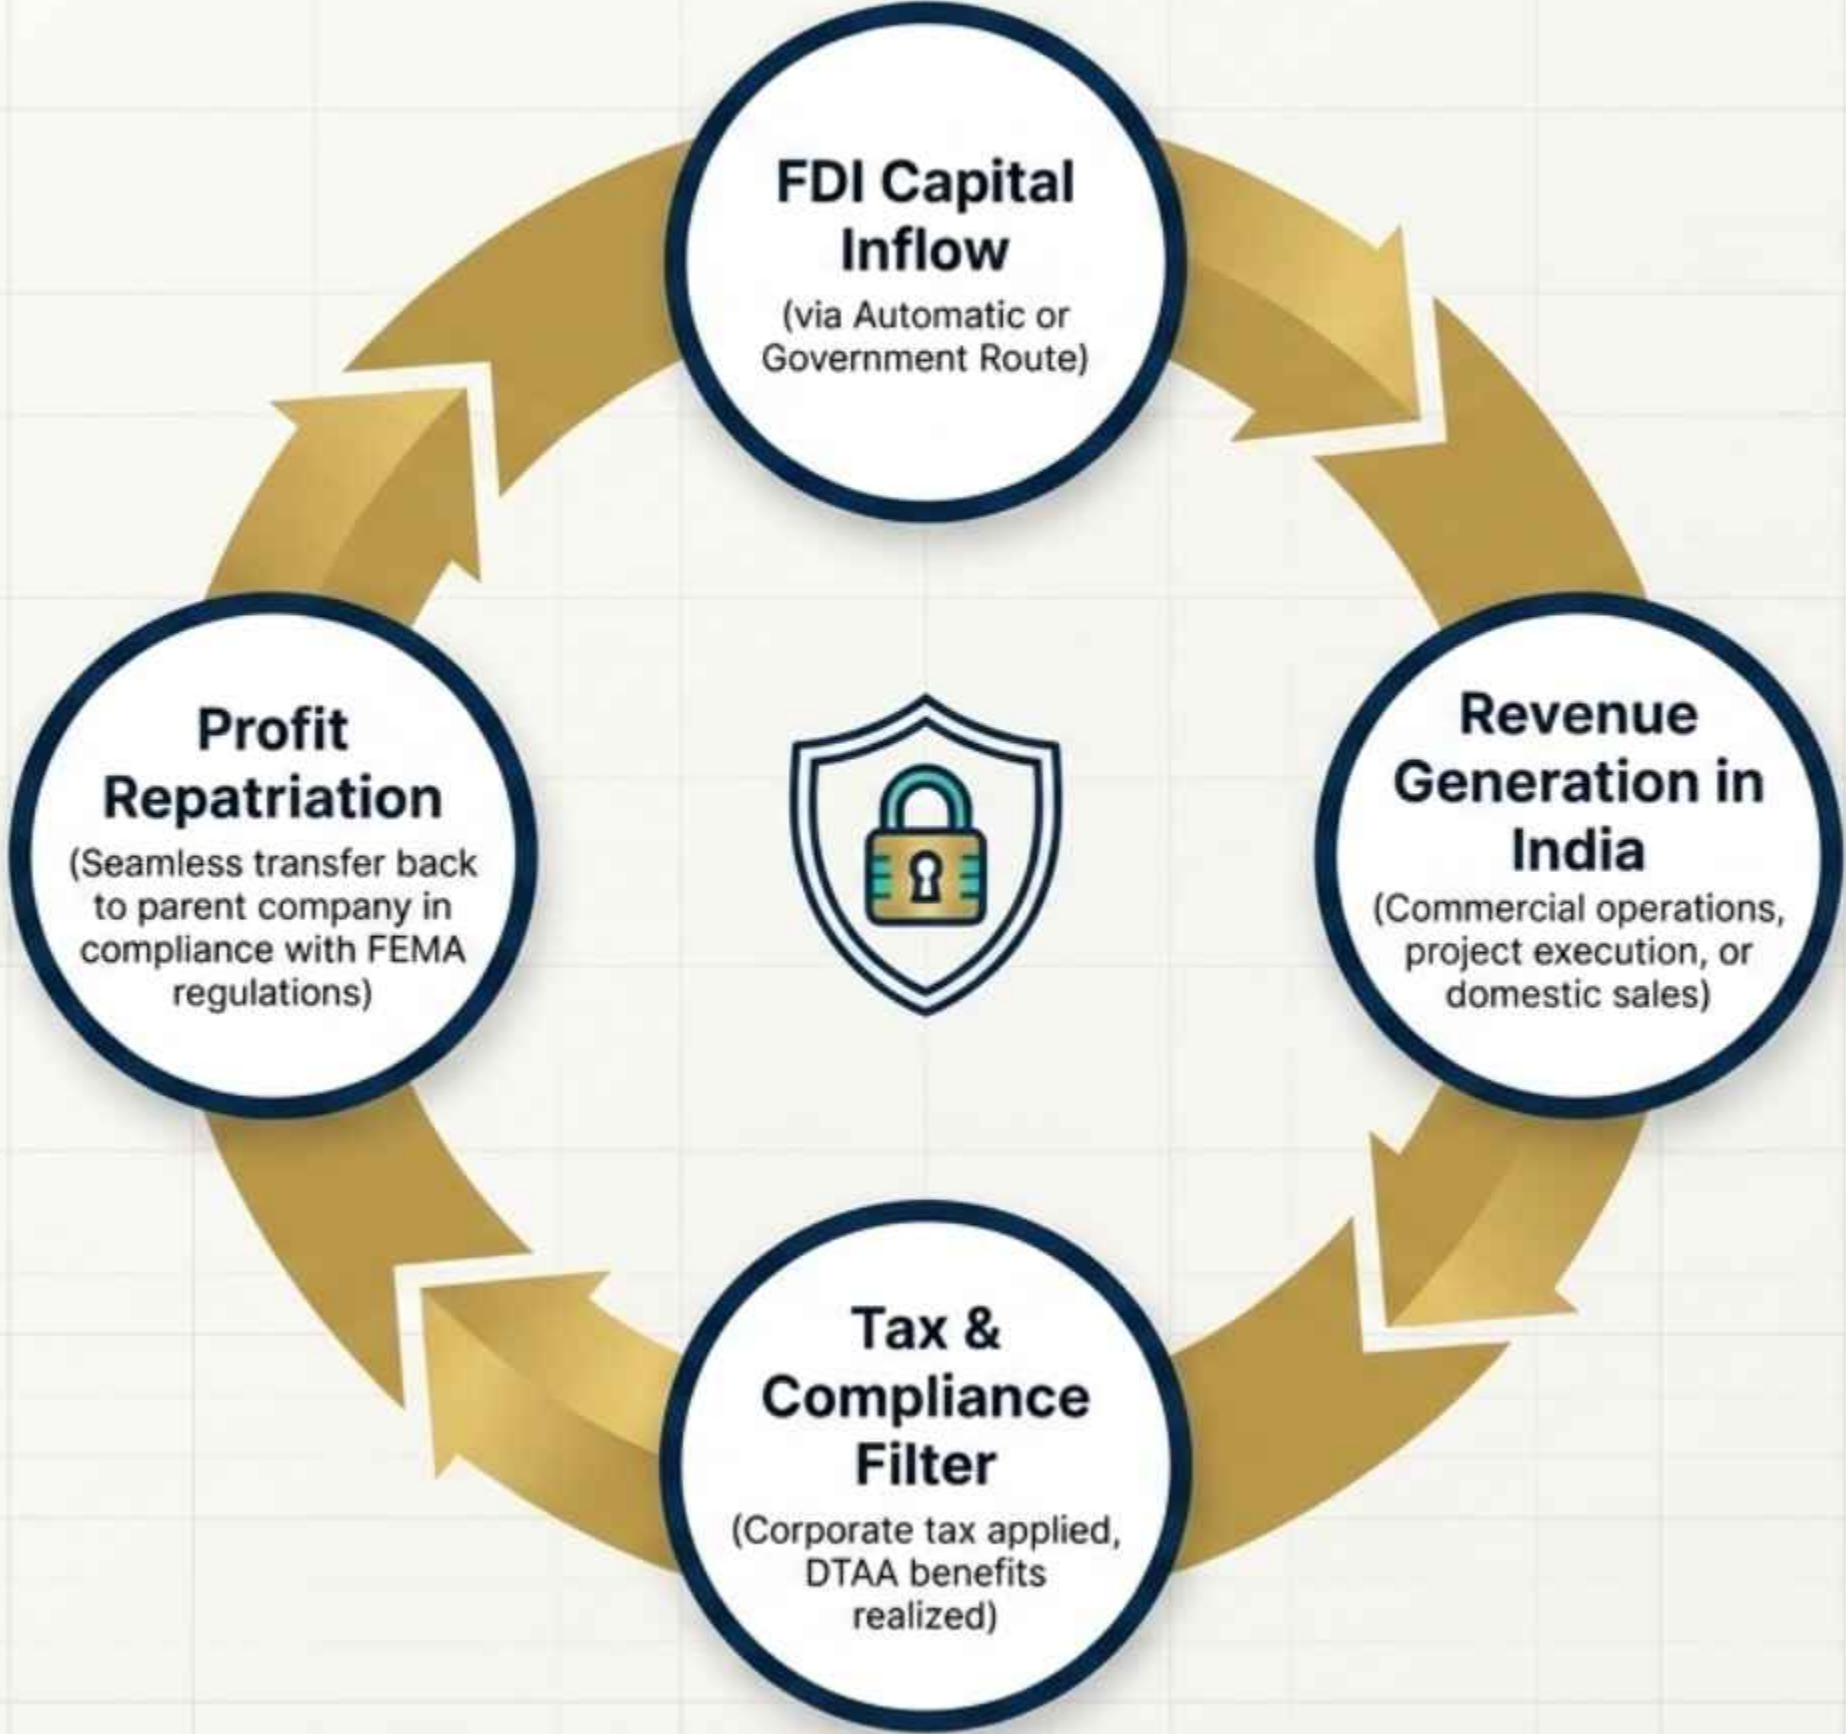 FDI Capital
Inflow
(via Automatic or
Government Route)
Revenue
Generation in
India
(Commercial operations,
project execution, or
domestic sales)
Tax &
Compliance
Filter
(Corporate tax applied,
DTAA benefits
realized)
Profit
Repatriation
(Seamless transfer back
to parent company in
compliance with FEMA
regulations)